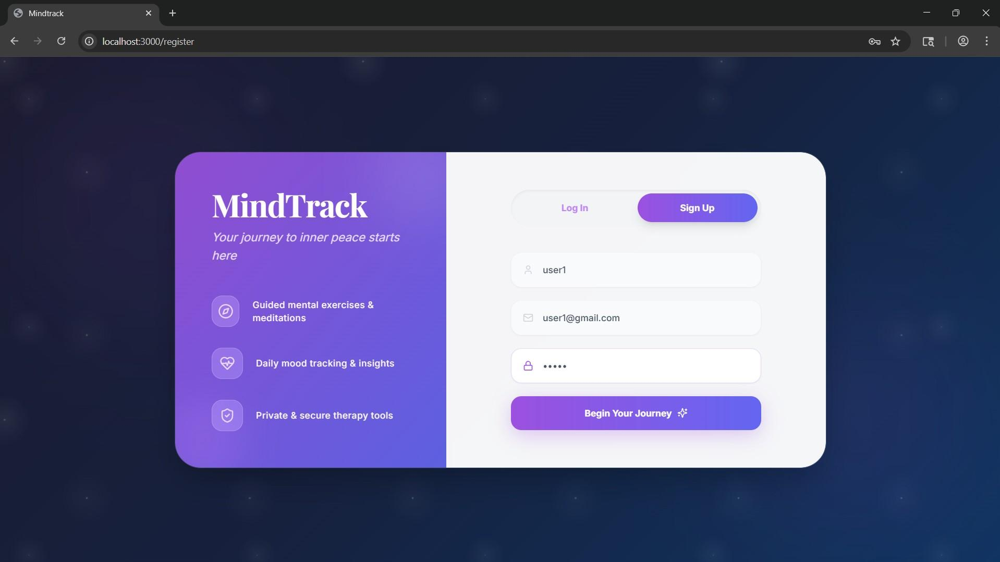 Mindtrack
localhost:3000/register
MindTrack
Your journey to inner peace starts
here
Guided mental exercises &
meditations
Daily mood tracking & insights
Private & secure therapy tools
Log In
Sign Up
user1
user1@gmail.com
•••••
Begin Your Journey